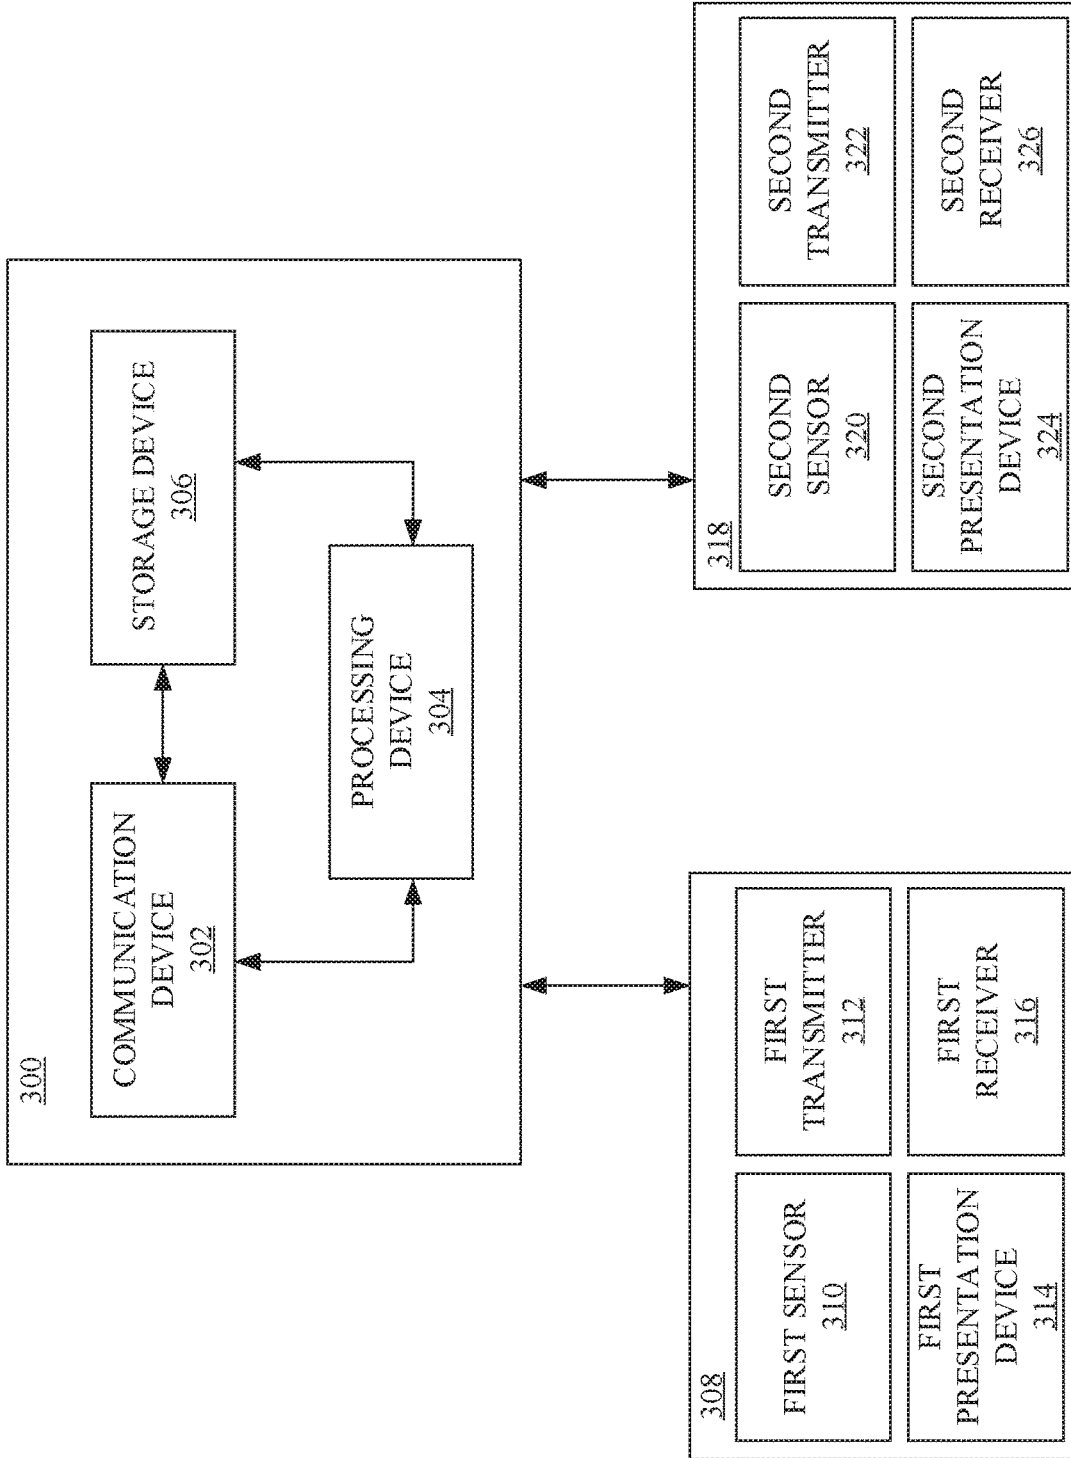 300
COMMUNICATION
DEVICE
302
STORAGE DEVICE
306
PROCESSING
DEVICE
304
308
FIRST SENSOR
310
FIRST
TRANSMITTER
312
FIRST
PRESENTATION
DEVICE
314
FIRST
RECEIVER
316
318
SECOND
SENSOR
320
SECOND
TRANSMITTER
322
SECOND
PRESENTATION
DEVICE
324
SECOND
RECEIVER
326